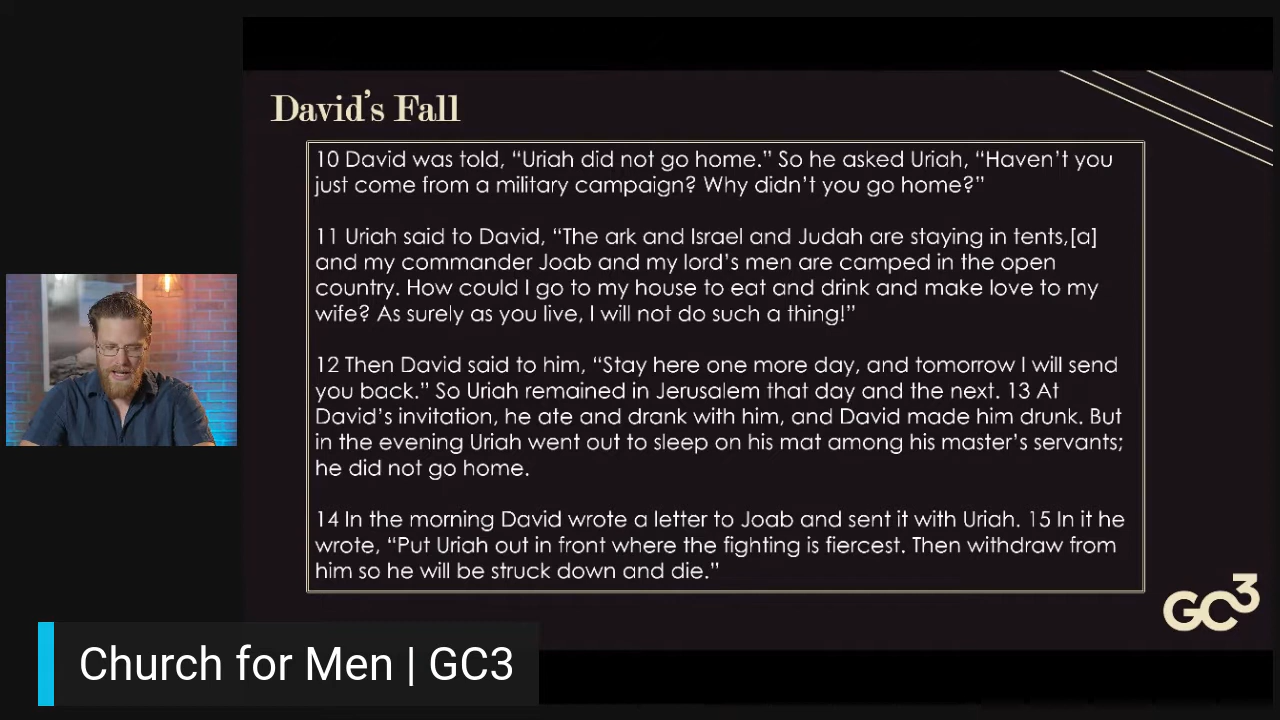 David’s Fall
10 David was told, “Uriah did not go home.” So he asked Uriah, “Haven’t you
just come from a military campaign? Why didn’t you go home?”
11 Uriah said to David, “The ark and Israel and Judah are staying in tents,[a]
and my commander Joab and my lord’s men are camped in the open
country. How could I go to my house to eat and drink and make love to my
wife? As surely as you live, I will not do such a thing!”
12 Then David said to him, “Stay here one more day, and tomorrow I will send
you back.” So Uriah remained in Jerusalem that day and the next. 13 At
David’s invitation, he ate and drank with him, and David made him drunk. But
in the evening Uriah went out to sleep on his mat among his master’s servants;
he did not go home.
14 In the morning David wrote a letter to Joab and sent it with Uriah. 15 In it he
wrote, “Put Uriah out in front where the fighting is fiercest. Then withdraw from
him so he will be struck down and die.”
GC3
Church for Men | GC3